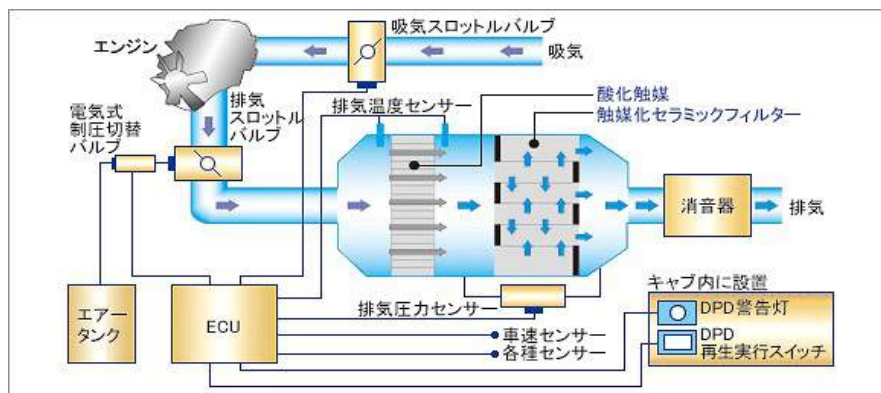 吸気スロットルバルブ
エンジン
吸気
電気式
制圧切替
バルブ
排気
スロットル
バルブ
排気温度センサー
酸化触媒
触媒化セラミックフィルター
消音器
排気
エアー
タンク
ECU
排気圧力センサー
車速センサー
各種センサー
キャブ内に設置
DPD警告灯
DPD
再生実行スイッチ